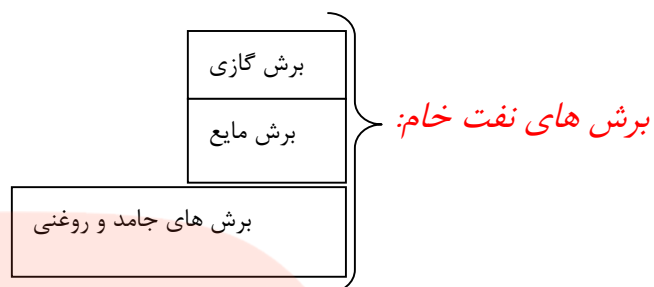 برش های نفت خام:
برش گازی
برش مایع
برش های جامد و روغنی